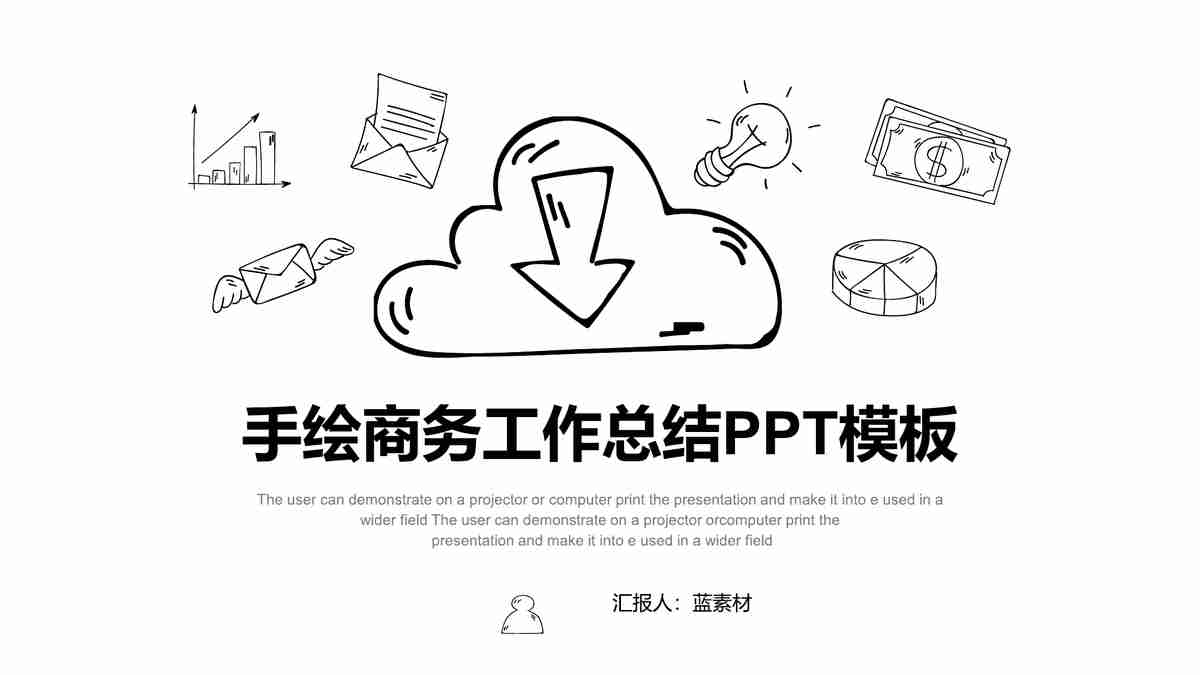 手绘商务工作总结PPT模板
The user can demonstrate on a projector or computer print the presentation and make it into e used in a
wider field The user can demonstrate on a projector orcomputer print the
presentation and make it into e used in a wider field
汇报人：蓝素材